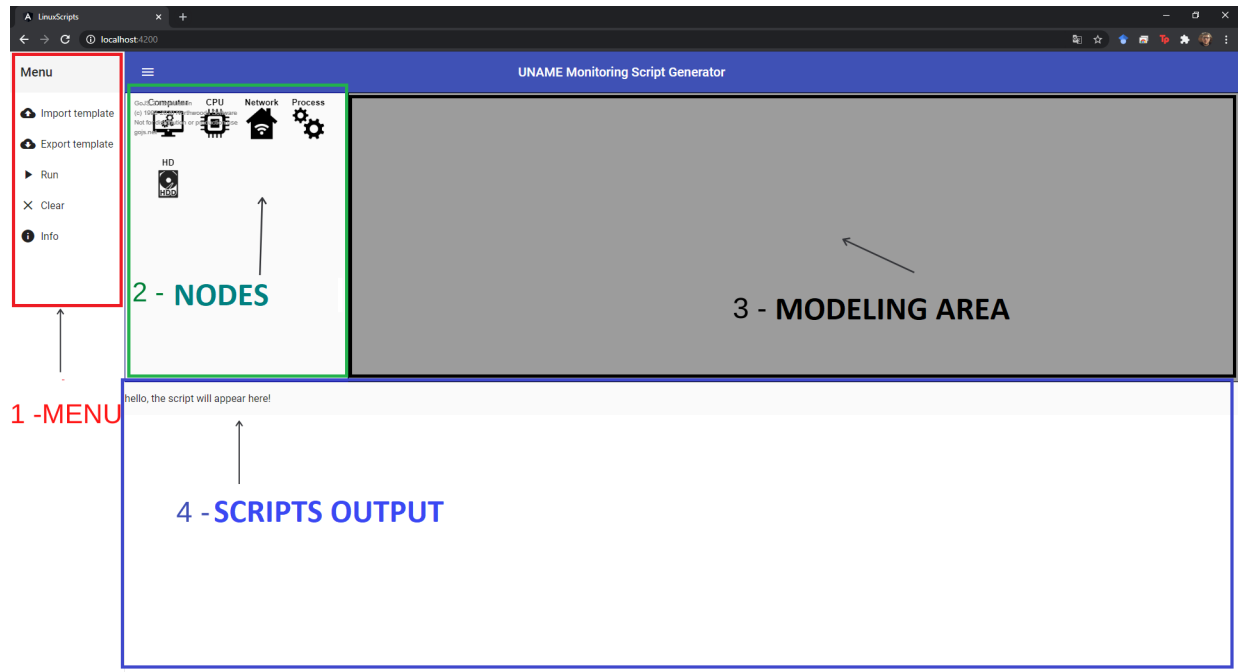 LinuxScripts
localhost:4200
Menu
UNAME Monitoring Script Generator
Import template
Export template
Run
Clear
Info
Computer CPU Network Process
HD
HDD
2 - NODES
3 - MODELING AREA
1 -MENU
hello, the script will appear here!
4 - SCRIPTS OUTPUT